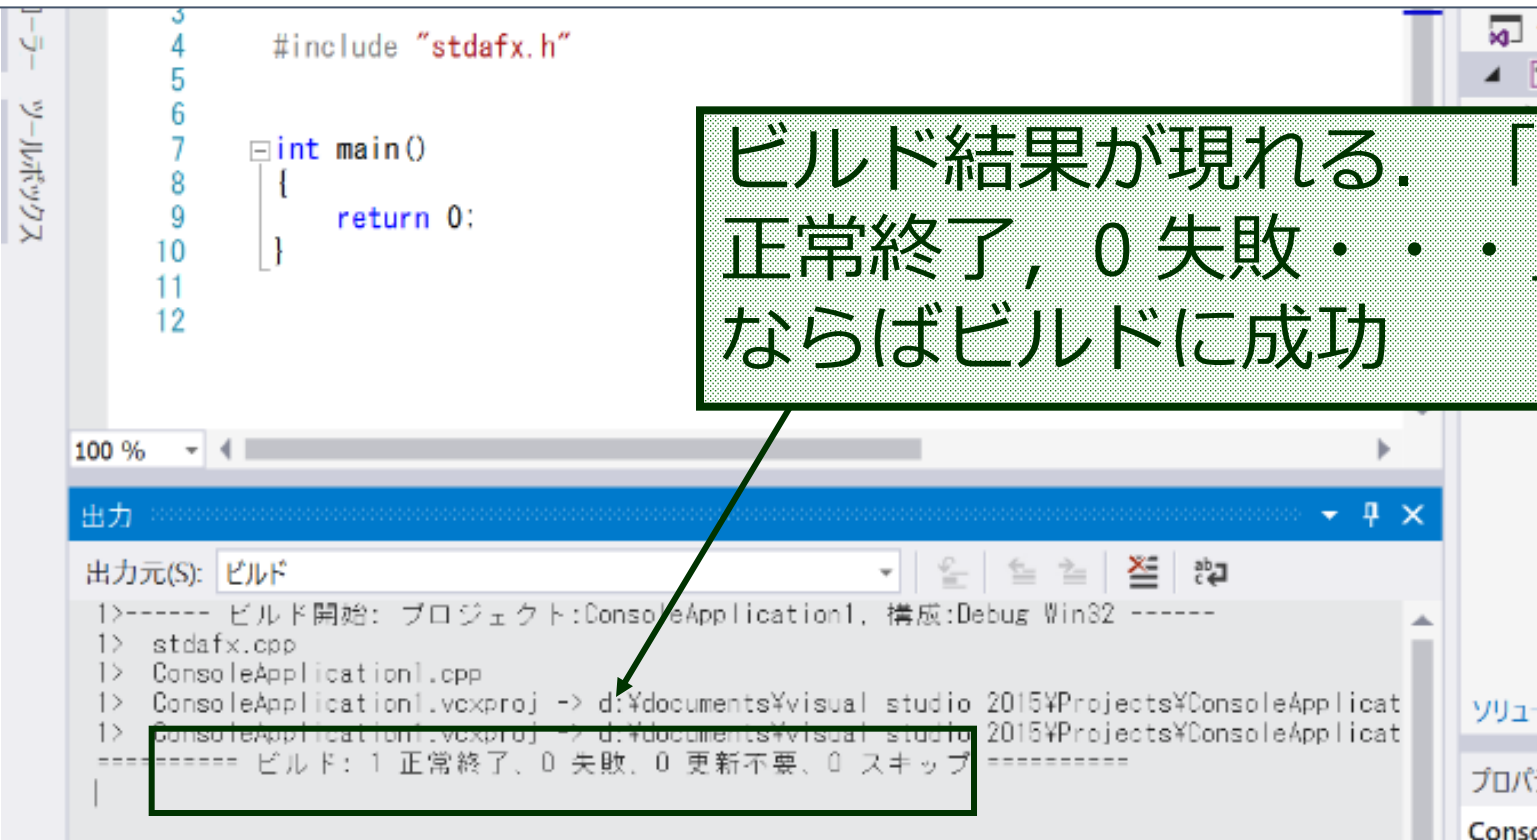 ツールボックス
3
4 #include "stdafx.h"
5
6
7 int main()
8 {
9 return 0;
10 }
11
12
ビルド結果が現れる．「
正常終了，0 失敗・・・」
ならばビルドに成功
100 %
出力
出力元(S): ビルド
1>------ ビルド開始: プロジェクト:ConsoleApplication1, 構成:Debug Win32 ------
1> stdafx.cpp
1> ConsoleApplication1.cpp
1> ConsoleApplication1.vcxproj -> d:¥documents¥visual studio 2015¥Projects¥ConsoleApplicat
1> ConsoleApplication1.vcxproj -> d:¥documents¥visual studio 2015¥Projects¥ConsoleApplicat
========== ビルド: 1 正常終了、0 失敗、0 更新不要、0 スキップ ==========
ソリュー
プロパ
Conso